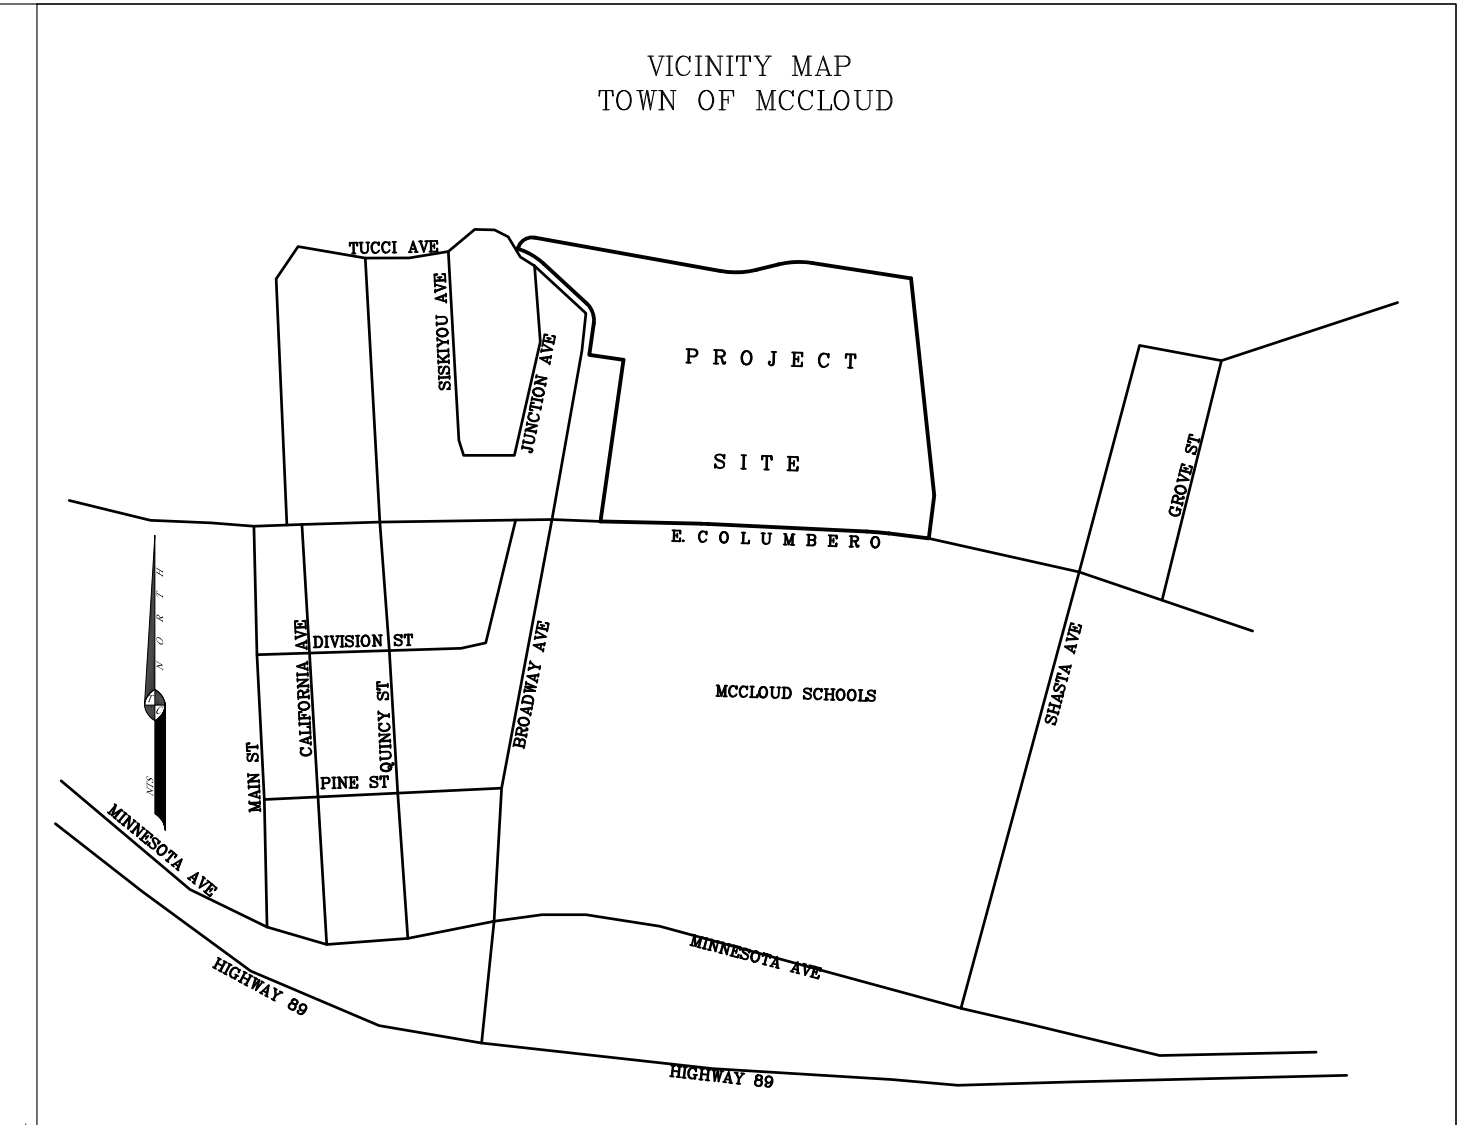 VICINITY MAP
TOWN OF MCCLOUD
TUCCI AVE
SISKIYOU AVE
JUNCTION AVE
PROJECT
SITE
GROVE ST
E. COLUMBERO
NORTH
T
C
NTS
CALIFORNIA AVE
DIVISION ST
BROADWAY AVE
SHASTA AVE
QUINCY ST
MCCLOUD SCHOOLS
MAIN ST
PINE ST
MINNESOTA AVE
MINNESOTA AVE
HIGHWAY 89
HIGHWAY 89